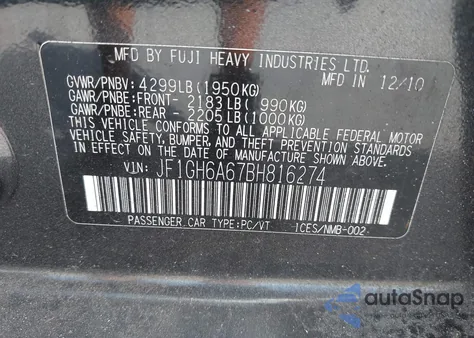 MFD BY FUJI HEAVY INDUSTRIES LTD.
GVWR/PNBV: 4299LB(1950KG) 12/10
GAWR/PNBE:FRONT- 2183LB( 990KG)
GAWR/PNBE:REAR - 2205LB(1000KG)
THIS VEHICLE CONFORMS TO ALL APPLICABLE FEDERAL MOTOR
VEHICLE SAFETY, BUMPER, AND THEFT PREVENTION STANDARDS
IN EFFECT ON THE DATE OF MANUFACTURE SHOWN ABOVE.
VIN: JF1GH6A67BH816274
PASSENGER CAR TYPE:PC/VT ICES/NMB-002
autoSnap